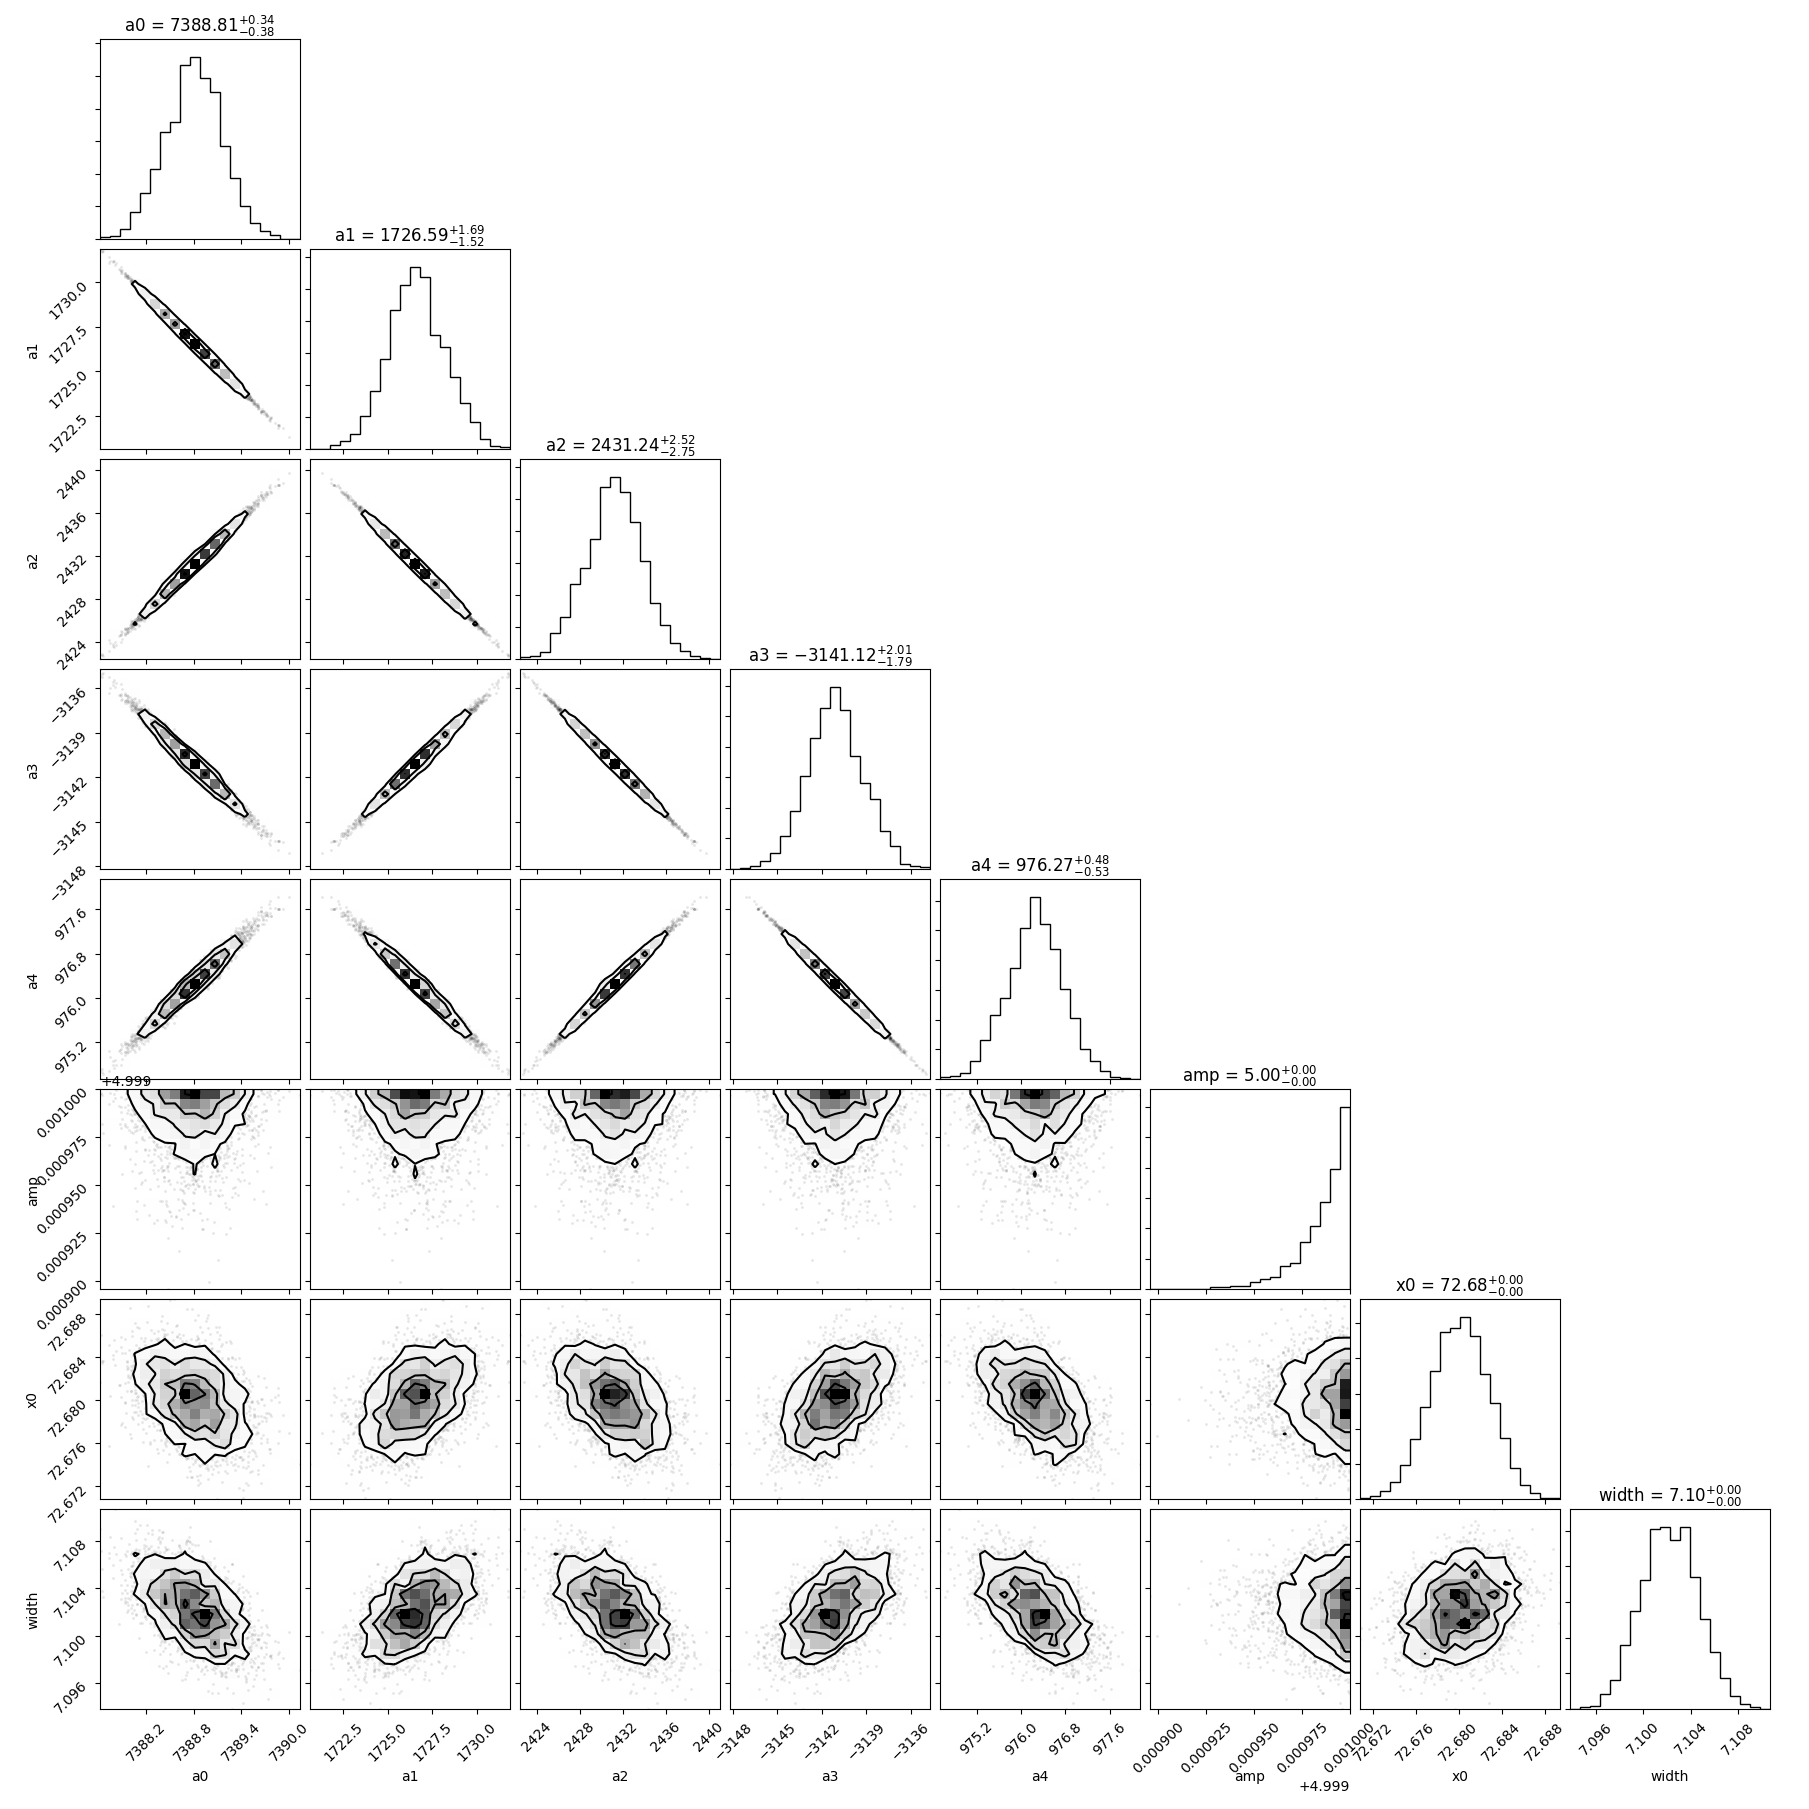 a0 = 7388.81+0.34−0.38
a1 = 1726.59+1.69−1.52
1730.0
1727.5
1725.0
1722.5
a1
a2 = 2431.24+2.52−2.75
2440
2436
2432
2428
2424
a2
a3 = −3141.12+2.01−1.79
−3136
−3139
−3142
−3145
−3148
a3
a4 = 976.27+0.48−0.53
977.6
976.8
976.0
975.2
a4
amp = 5.00+0.00−0.00
+4.999
0.001000
0.000975
0.000950
0.000925
0.000900
amp
x0 = 72.68+0.00−0.00
72.688
72.684
72.680
72.676
72.672
x0
width = 7.10+0.00−0.00
7.108
7.104
7.100
7.096
width
7388.2 7388.8 7389.4 7390.0
1722.5 1725.0 1727.5 1730.0
2424 2428 2432 2436 2440
−3148 −3145 −3142 −3139 −3136
975.2 976.0 976.8 977.6
0.000900 0.000925 0.000950 0.000975 0.001000
72.672 72.676 72.680 72.684 72.688
7.096 7.100 7.104 7.108
a0 a1 a2 a3 a4 amp x0 width
+4.999